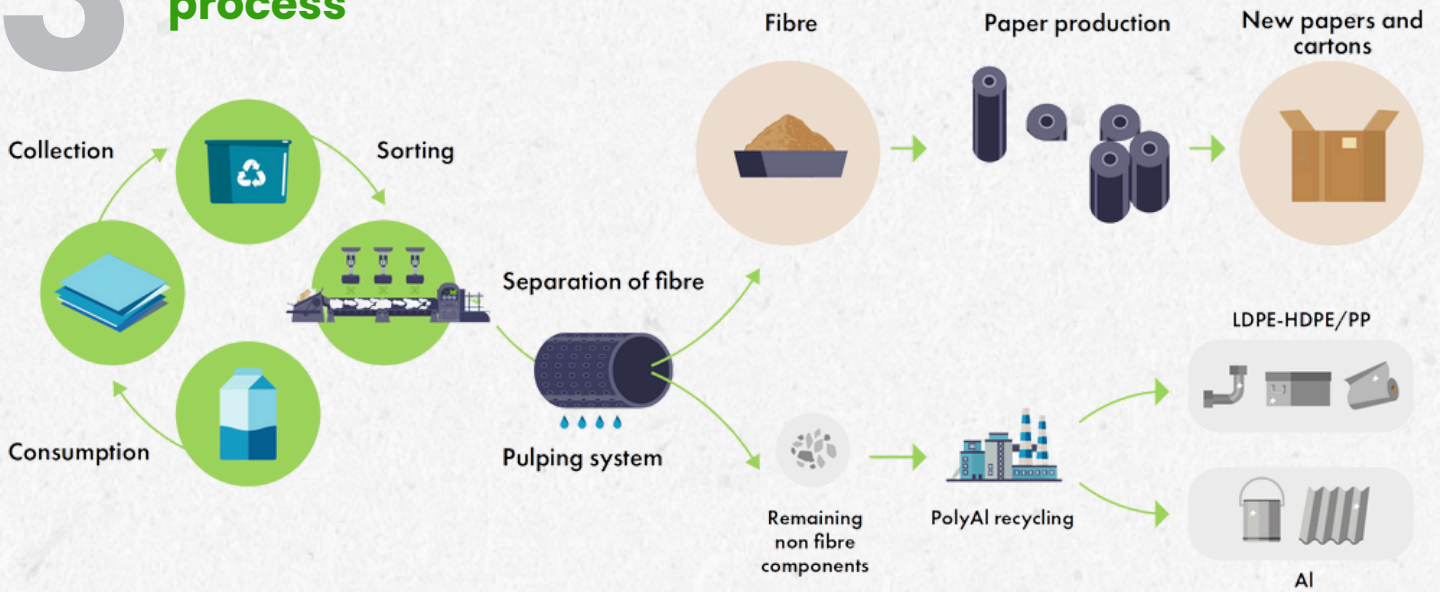 3
process
Collection
Sorting
Consumption
Separation of fibre
Pulping system
Fibre
Paper production
New papers and
cartons
Remaining
non fibre
components
PolyAl recycling
LDPE-HDPE/PP
Al